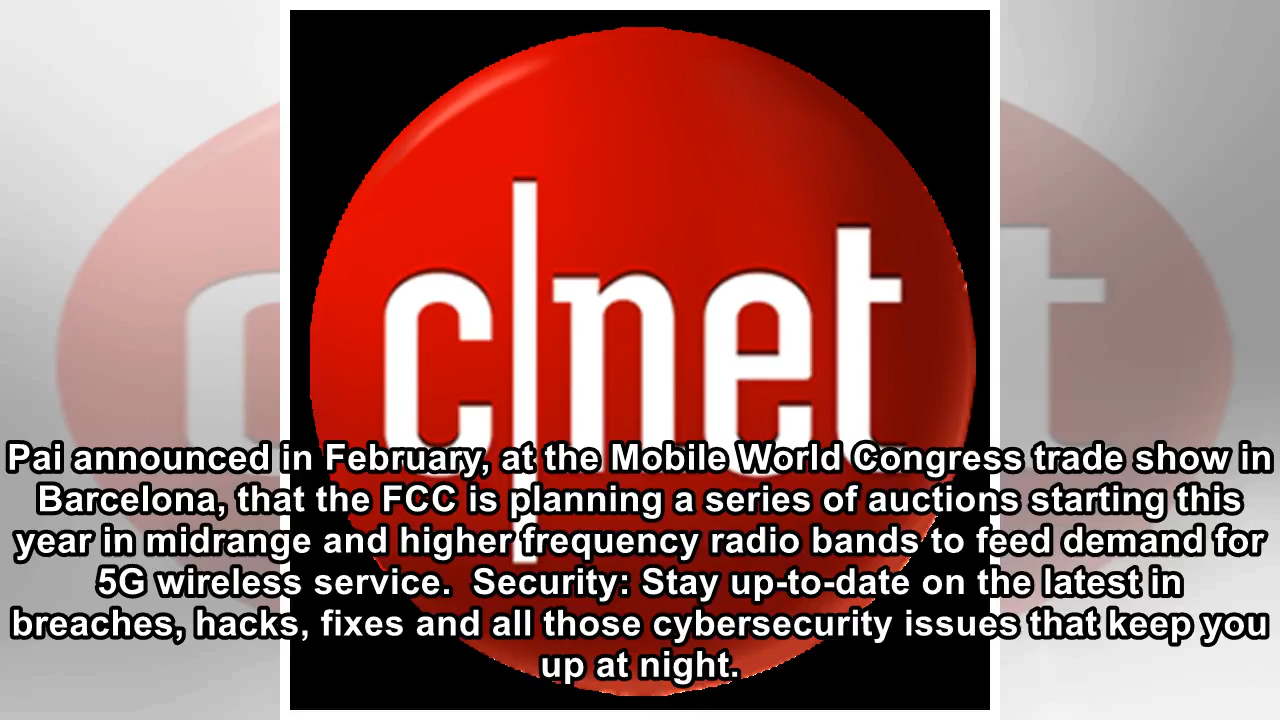 c|net
Pai announced in February, at the Mobile World Congress trade show in
Barcelona, that the FCC is planning a series of auctions starting this
year in midrange and higher frequency radio bands to feed demand for
5G wireless service.  Security: Stay up-to-date on the latest in
breaches, hacks, fixes and all those cybersecurity issues that keep you
up at night.